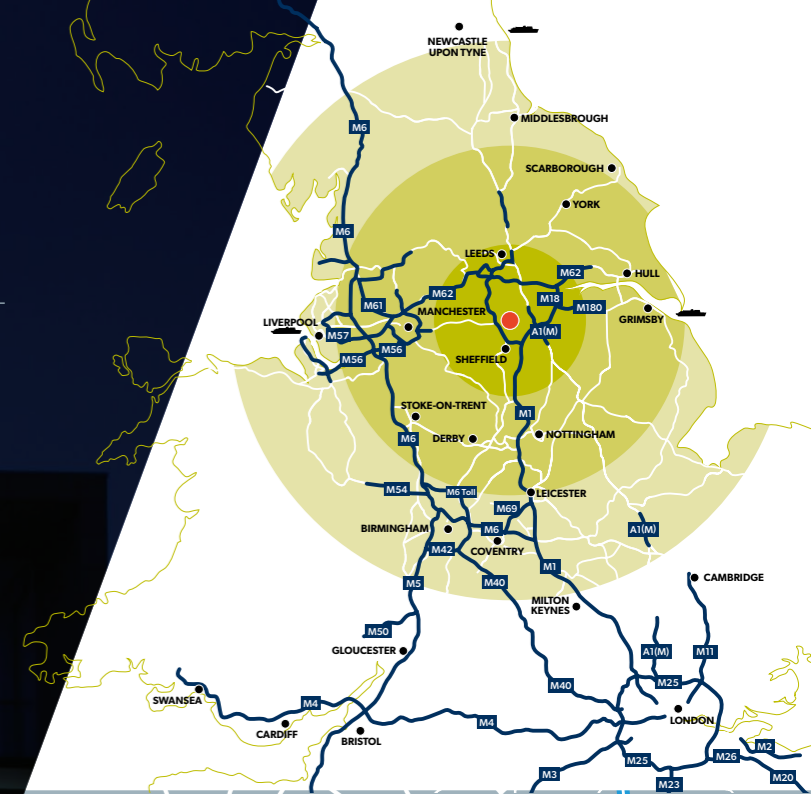 NEWCASTLE
UPON TYNE
M6
MIDDLESBROUGH
SCARBOROUGH
YORK
M6
LEEDS
M62
HULL
M62
M18
M61
M180
MANCHESTER
GRIMSBY
LIVERPOOL
M57
A1(M)
M56
M56
SHEFFIELD
STOKE-ON-TRENT
M1
M6
DERBY
NOTTINGHAM
M54
M6 Toll
LEICESTER
M69
BIRMINGHAM
M6
A1(M)
M42
COVENTRY
M1
M5
M40
CAMBRIDGE
MILTON
KEYNES
M50
GLOUCESTER
A1(M)
M11
M40
M25
SWANSEA
M4
LONDON
M4
CARDIFF
BRISTOL
M2
M25
M26
M3
M23
M20